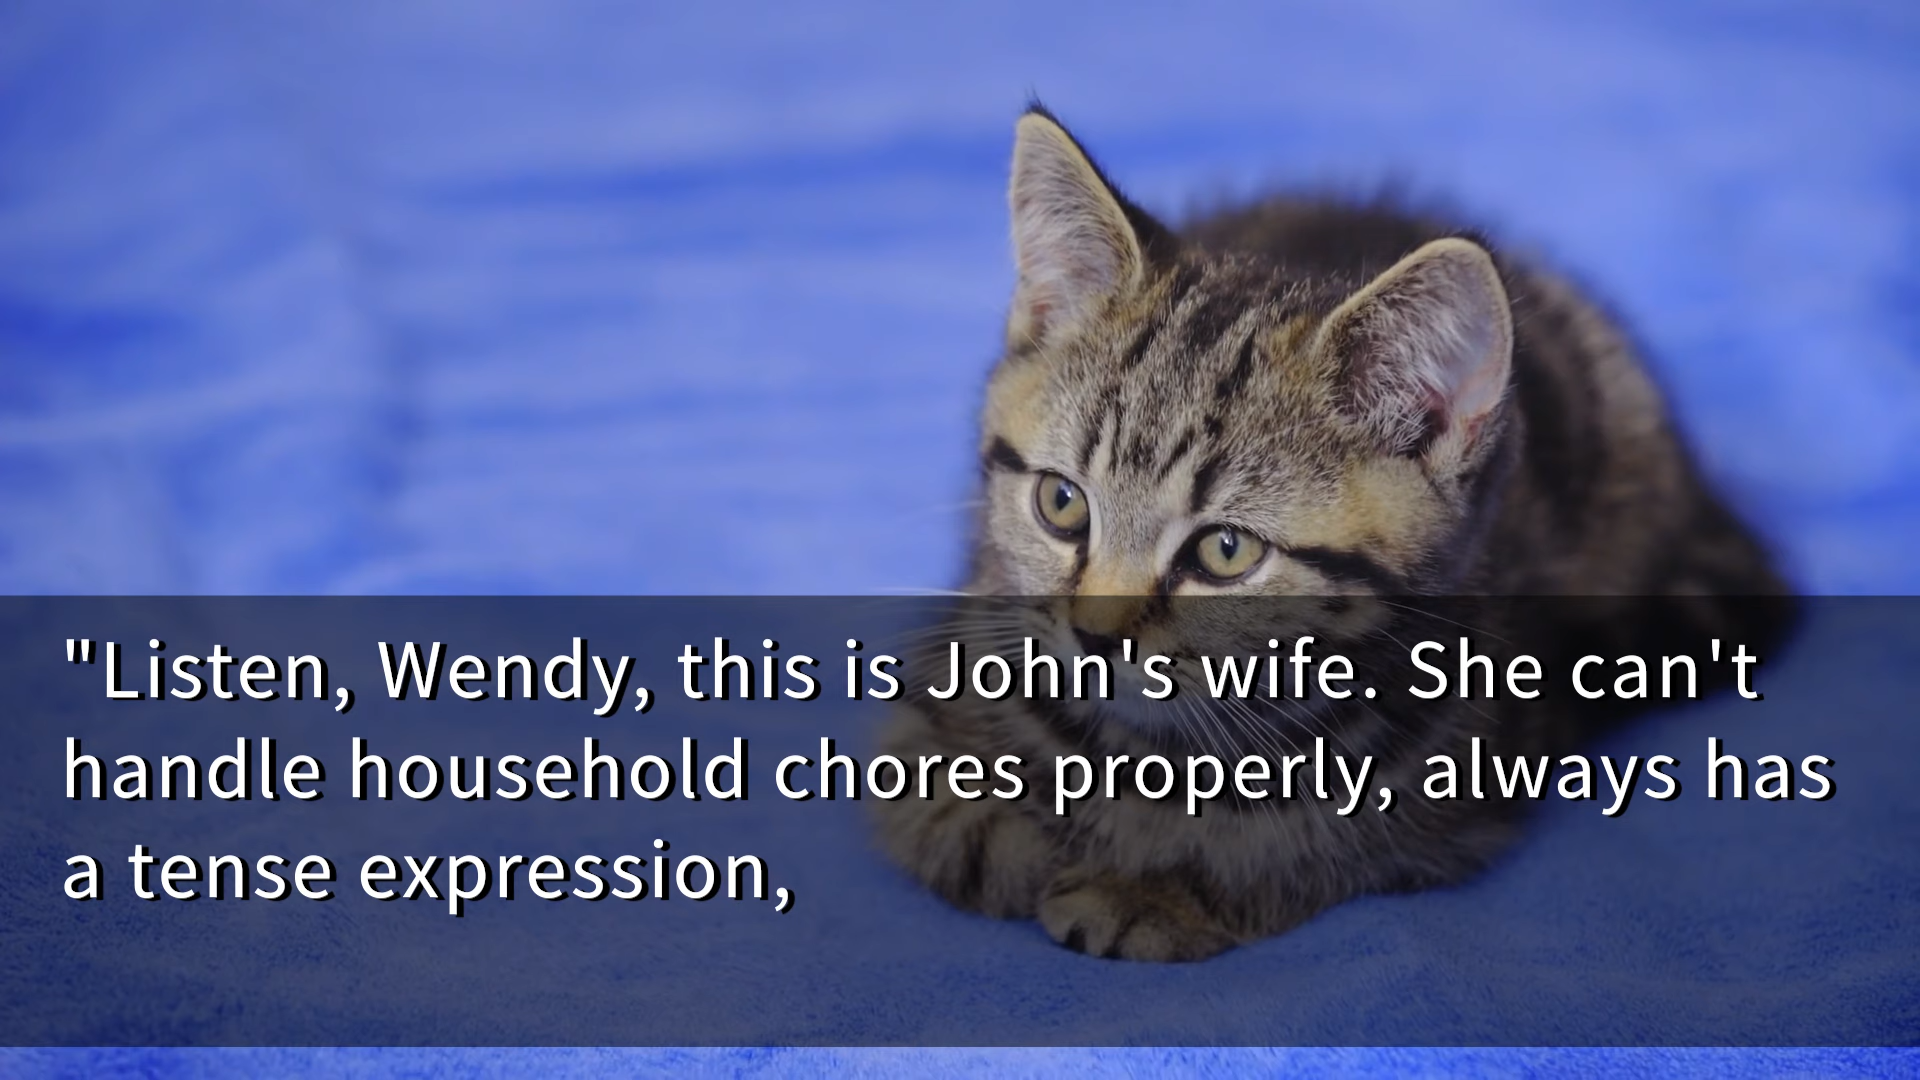 "Listen, Wendy, this is John's wife. She can't
handle household chores properly, always has
a tense expression,